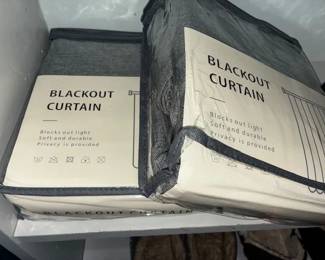 BLACKOUT
CURTAIN
Blocks out light
Soft and durable
Privacy is provided
BLACKOUT CURTAIN
BLACKOUT
CURTAIN
Blocks out light
Soft and durable
Privacy is provided